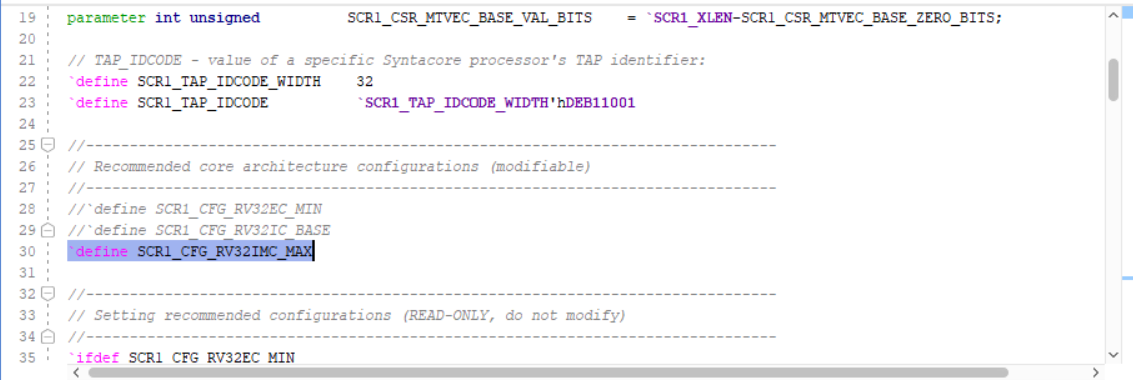 19 parameter int unsigned SCR1_CSR_MTVEC_BASE_VAL_BITS = `SCR1_XLEN-SCR1_CSR_MTVEC_BASE_ZERO_BITS;
20
21 // TAP_IDCODE - value of a specific Syntacore processor's TAP identifier:
22 `define SCR1_TAP_IDCODE_WIDTH 32
23 `define SCR1_TAP_IDCODE `SCR1_TAP_IDCODE_WIDTH'hDEB11001
24
25 //------------------------------------------------------------------------------
26 // Recommended core architecture configurations (modifiable)
27 //------------------------------------------------------------------------------
28 //`define SCR1_CFG_RV32EC_MIN
29 //`define SCR1_CFG_RV32IC_BASE
30 `define SCR1_CFG_RV32IMC_MAX
31
32 //------------------------------------------------------------------------------
33 // Setting recommended configurations (READ-ONLY, do not modify)
34 //------------------------------------------------------------------------------
35 `ifdef SCR1_CFG_RV32EC_MIN